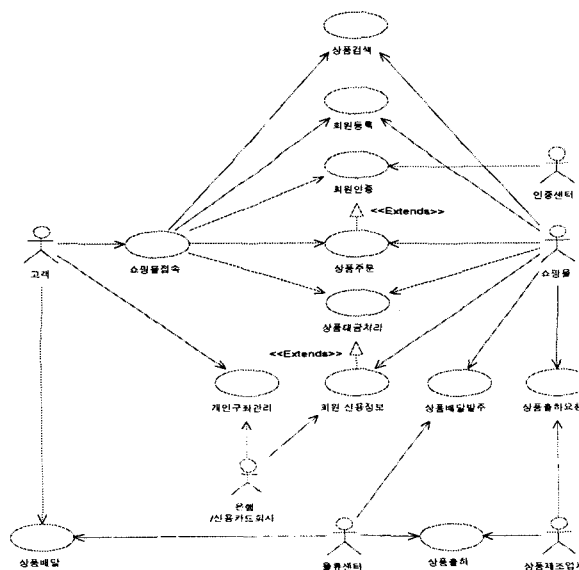 상품검색
회원등록
회원인증
인증센터
<<Extends>>
고객
쇼핑몰접속
상품주문
쇼핑몰
상품대금처리
<<Extends>>
개인구좌관리
회원 신용정보
상품배달발주
상품출하요청
은행
/신용카드회사
상품배달
물류센터
상품출하
상품제조업자